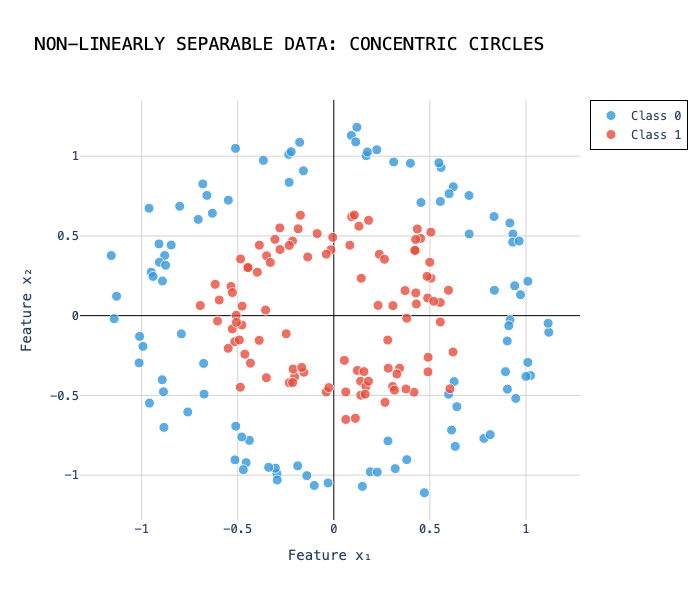 NON-LINEARLY SEPARABLE DATA: CONCENTRIC CIRCLES
Class 0
Class 1
1
0.5
0
−0.5
−1
Feature x₂
−1
−0.5
0
0.5
1
Feature x₁